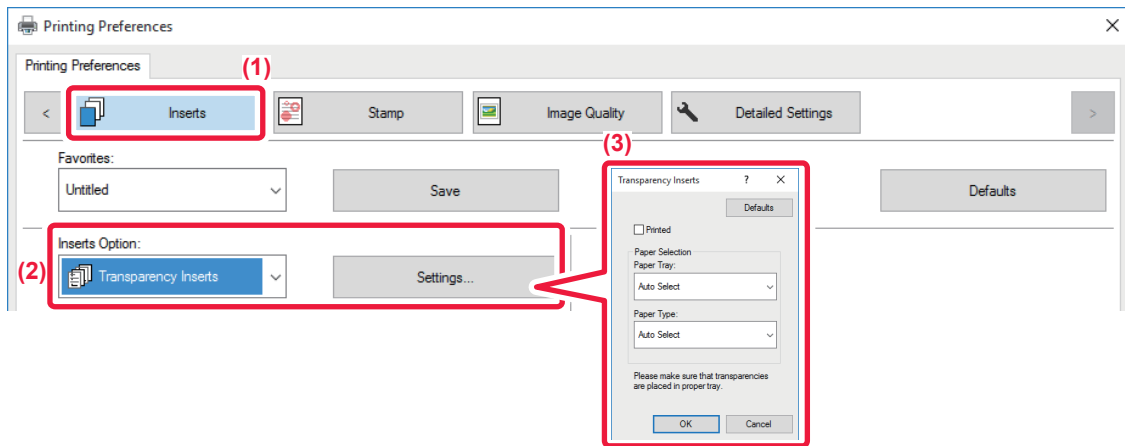 Printing Preferences
Printing Preferences
(1)
< Inserts Stamp Image Quality Detailed Settings >
(3)
Favorites:
Untitled Save Defaults
(2)
Inserts Option:
Transparency Inserts Settings...
Transparency Inserts ? ×
Defaults
Printed
Paper Selection
Paper Tray:
Auto Select
Paper Type:
Auto Select
Please make sure that transparencies
are placed in proper tray.
OK Cancel